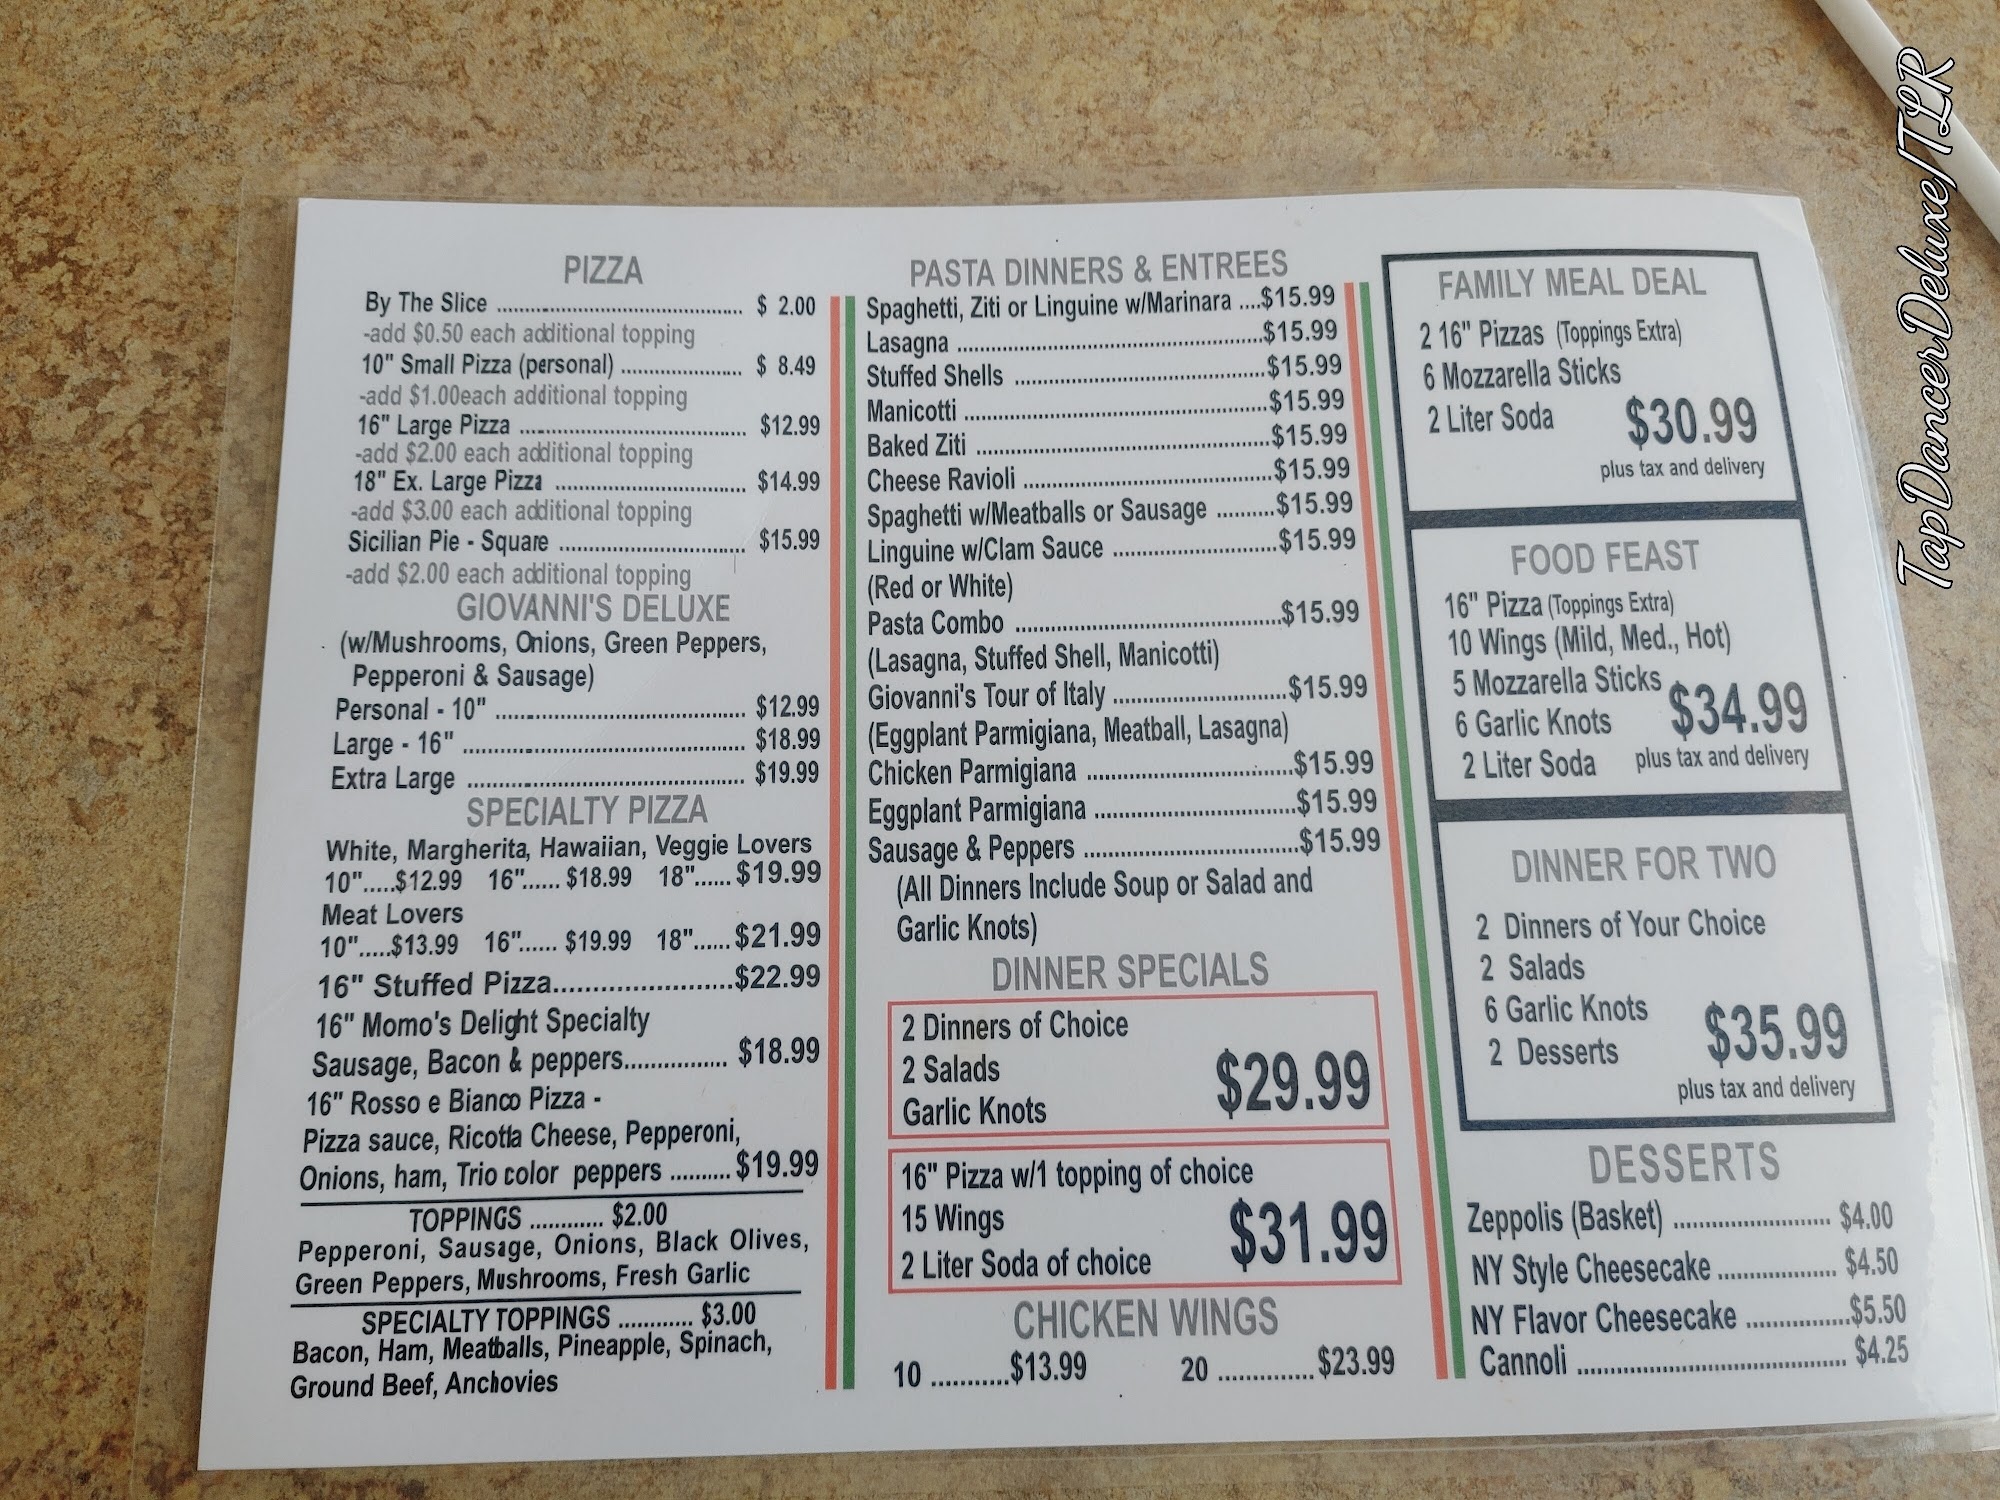 PIZZA
By The Slice ........................................ $ 2.00
-add $0.50 each additional topping
10" Small Pizza (personal) ..................... $ 8.49
-add $1.00each additional topping
16" Large Pizza ....................................... $12.99
-add $2.00 each additional topping
18" Ex. Large Pizza ................................. $14.99
-add $3.00 each additional topping
Sicilian Pie - Square ................................ $15.99
-add $2.00 each additional topping
GIOVANNI'S DELUXE
(w/Mushrooms, Onions, Green Peppers,
Pepperoni & Sausage)
Personal - 10" .......................................... $12.99
Large - 16" ............................................... $18.99
Extra Large .............................................. $19.99
SPECIALTY PIZZA
White, Margherita, Hawaiian, Veggie Lovers
10".....$12.99 16"...... $18.99 18"...... $19.99
Meat Lovers
10".....$13.99 16"...... $19.99 18"...... $21.99
16" Stuffed Pizza.......................$22.99
16" Momo's Delight Specialty
Sausage, Bacon & peppers................. $18.99
16" Rosso e Bianco Pizza -
Pizza sauce, Ricotta Cheese, Pepperoni,
Onions, ham, Trio color peppers .......... $19.99
TOPPINGS ............ $2.00
Pepperoni, Sausage, Onions, Black Olives,
Green Peppers, Mushrooms, Fresh Garlic
SPECIALTY TOPPINGS ............ $3.00
Bacon, Ham, Meatballs, Pineapple, Spinach,
Ground Beef, Anchovies
PASTA DINNERS & ENTREES
Spaghetti, Ziti or Linguine w/Marinara ....$15.99
Lasagna ..................................................$15.99
Stuffed Shells .........................................$15.99
Manicotti .................................................$15.99
Baked Ziti ...............................................$15.99
Cheese Ravioli ........................................$15.99
Spaghetti w/Meatballs or Sausage ..........$15.99
Linguine w/Clam Sauce ...........................$15.99
(Red or White)
Pasta Combo ...........................................$15.99
(Lasagna, Stuffed Shell, Manicotti)
Giovanni's Tour of Italy ............................$15.99
(Eggplant Parmigiana, Meatball, Lasagna)
Chicken Parmigiana .................................$15.99
Eggplant Parmigiana ................................$15.99
Sausage & Peppers ..................................$15.99
(All Dinners Include Soup or Salad and
Garlic Knots)
DINNER SPECIALS
2 Dinners of Choice
2 Salads
Garlic Knots $29.99
16" Pizza w/1 topping of choice
15 Wings
2 Liter Soda of choice $31.99
CHICKEN WINGS
10 ...........$13.99 20 ..............$23.99
FAMILY MEAL DEAL
2 16" Pizzas (Toppings Extra)
6 Mozzarella Sticks
2 Liter Soda $30.99
plus tax and delivery
FOOD FEAST
16" Pizza (Toppings Extra)
10 Wings (Mild, Med., Hot)
5 Mozzarella Sticks
6 Garlic Knots $34.99
2 Liter Soda plus tax and delivery
DINNER FOR TWO
2 Dinners of Your Choice
2 Salads
6 Garlic Knots
2 Desserts $35.99
plus tax and delivery
DESSERTS
Zeppolis (Basket) .......................... $4.00
NY Style Cheesecake .................... $4.50
NY Flavor Cheesecake .................$5.50
Cannoli ............................................. $4.25
TapDancerDeluxe/TLR